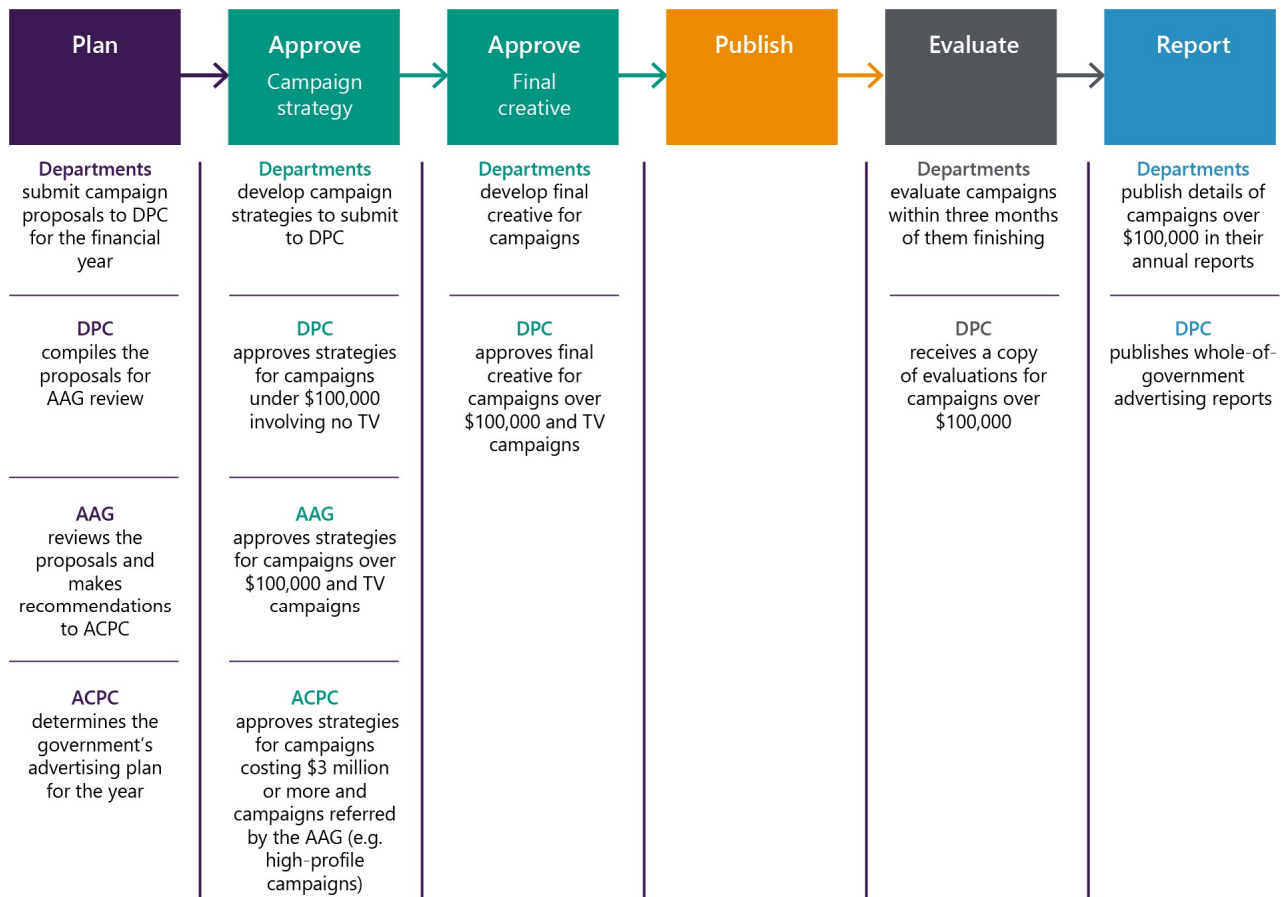 Plan
Approve
Campaign
strategy
Approve
Final
creative
Publish
Evaluate
Report
Departments
submit campaign
proposals to DPC
for the financial
year
DPC
compiles the
proposals for
AAG review
AAG
reviews the
proposals and
makes
recommendations
to ACPC
ACPC
determines the
government’s
advertising plan
for the year
Departments
develop campaign
strategies to submit
to DPC
DPC
approves strategies
for campaigns
under $100,000
involving no TV
AAG
approves strategies
for campaigns over
$100,000 and TV
campaigns
ACPC
approves strategies
for campaigns
costing $3 million
or more and
campaigns referred
by the AAG (e.g.
high-profile
campaigns)
Departments
develop final
creative for
campaigns
DPC
approves final
creative for
campaigns over
$100,000 and TV
campaigns
Departments
evaluate campaigns
within three months
of them finishing
DPC
receives a copy
of evaluations for
campaigns over
$100,000
Departments
publish details of
campaigns over
$100,000 in their
annual reports
DPC
publishes whole-of-
government
advertising reports